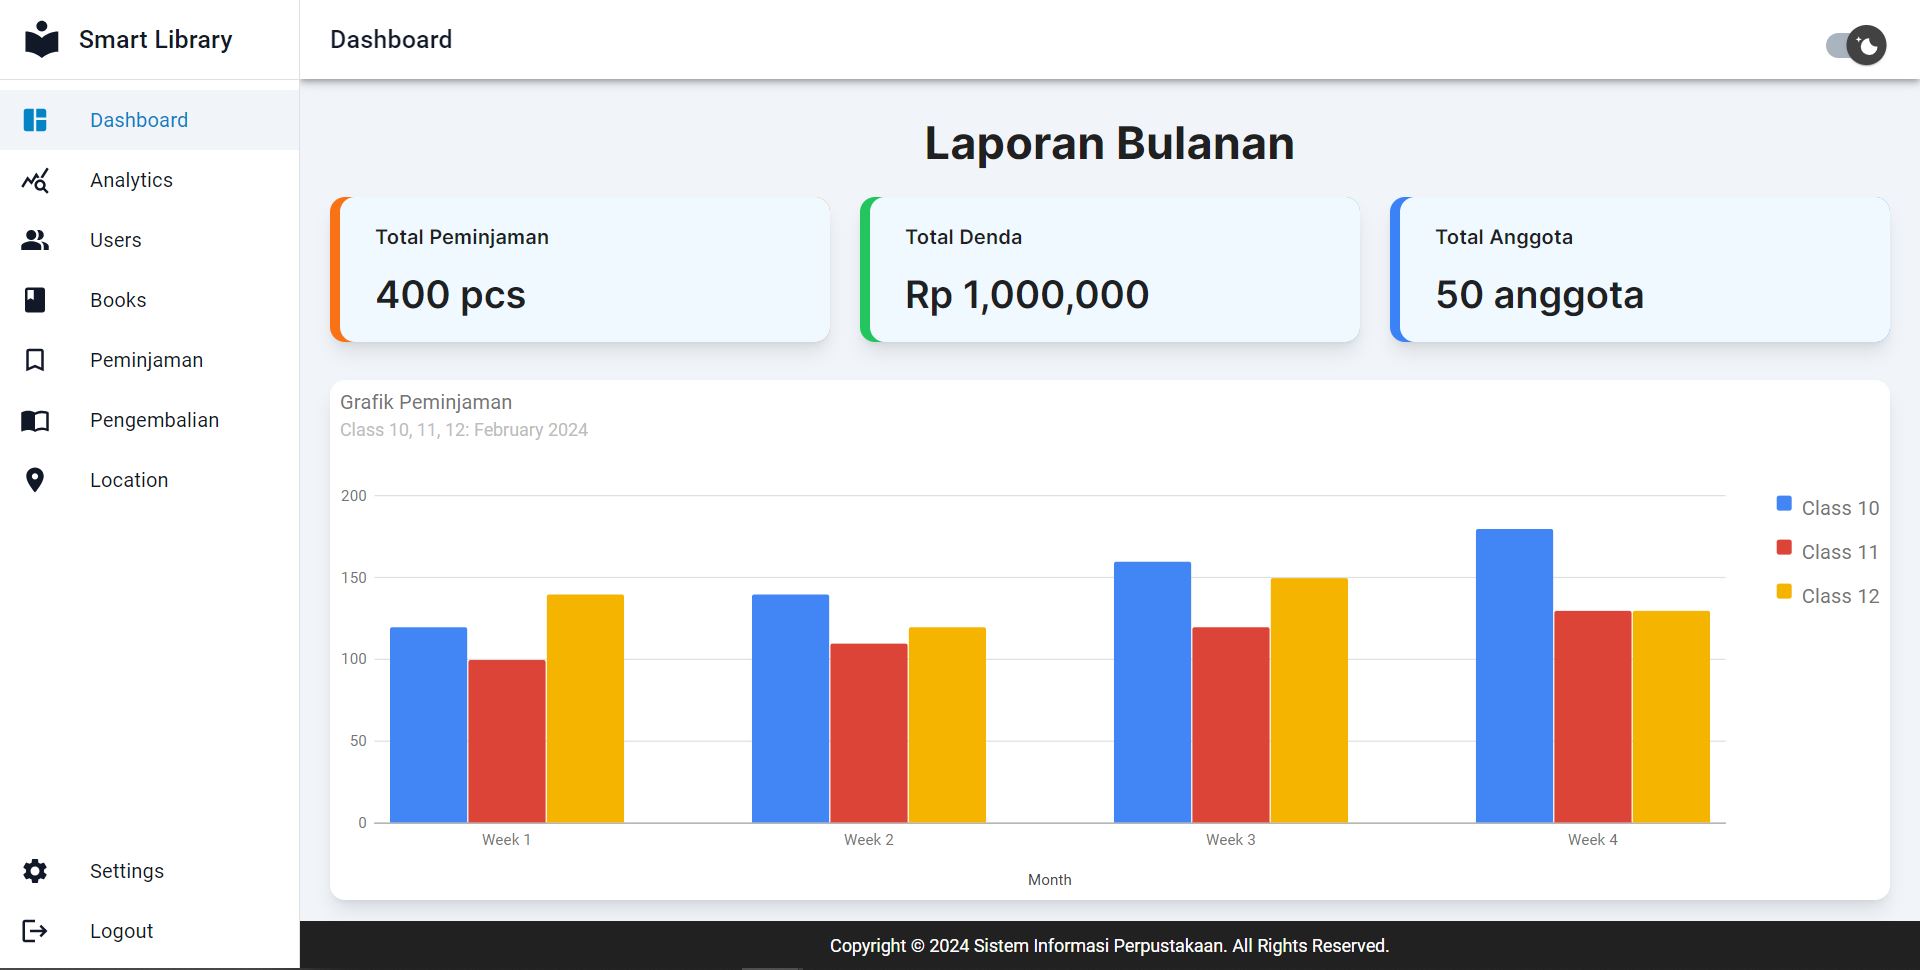 Smart Library
Dashboard
Analytics
Users
Books
Peminjaman
Pengembalian
Location
Settings
Logout
Dashboard
Laporan Bulanan
Total Peminjaman
400 pcs
Total Denda
Rp 1,000,000
Total Anggota
50 anggota
Grafik Peminjaman
Class 10, 11, 12: February 2024
200
150
100
50
0
Week 1
Week 2
Week 3
Week 4
Month
Class 10
Class 11
Class 12
Copyright © 2024 Sistem Informasi Perpustakaan. All Rights Reserved.